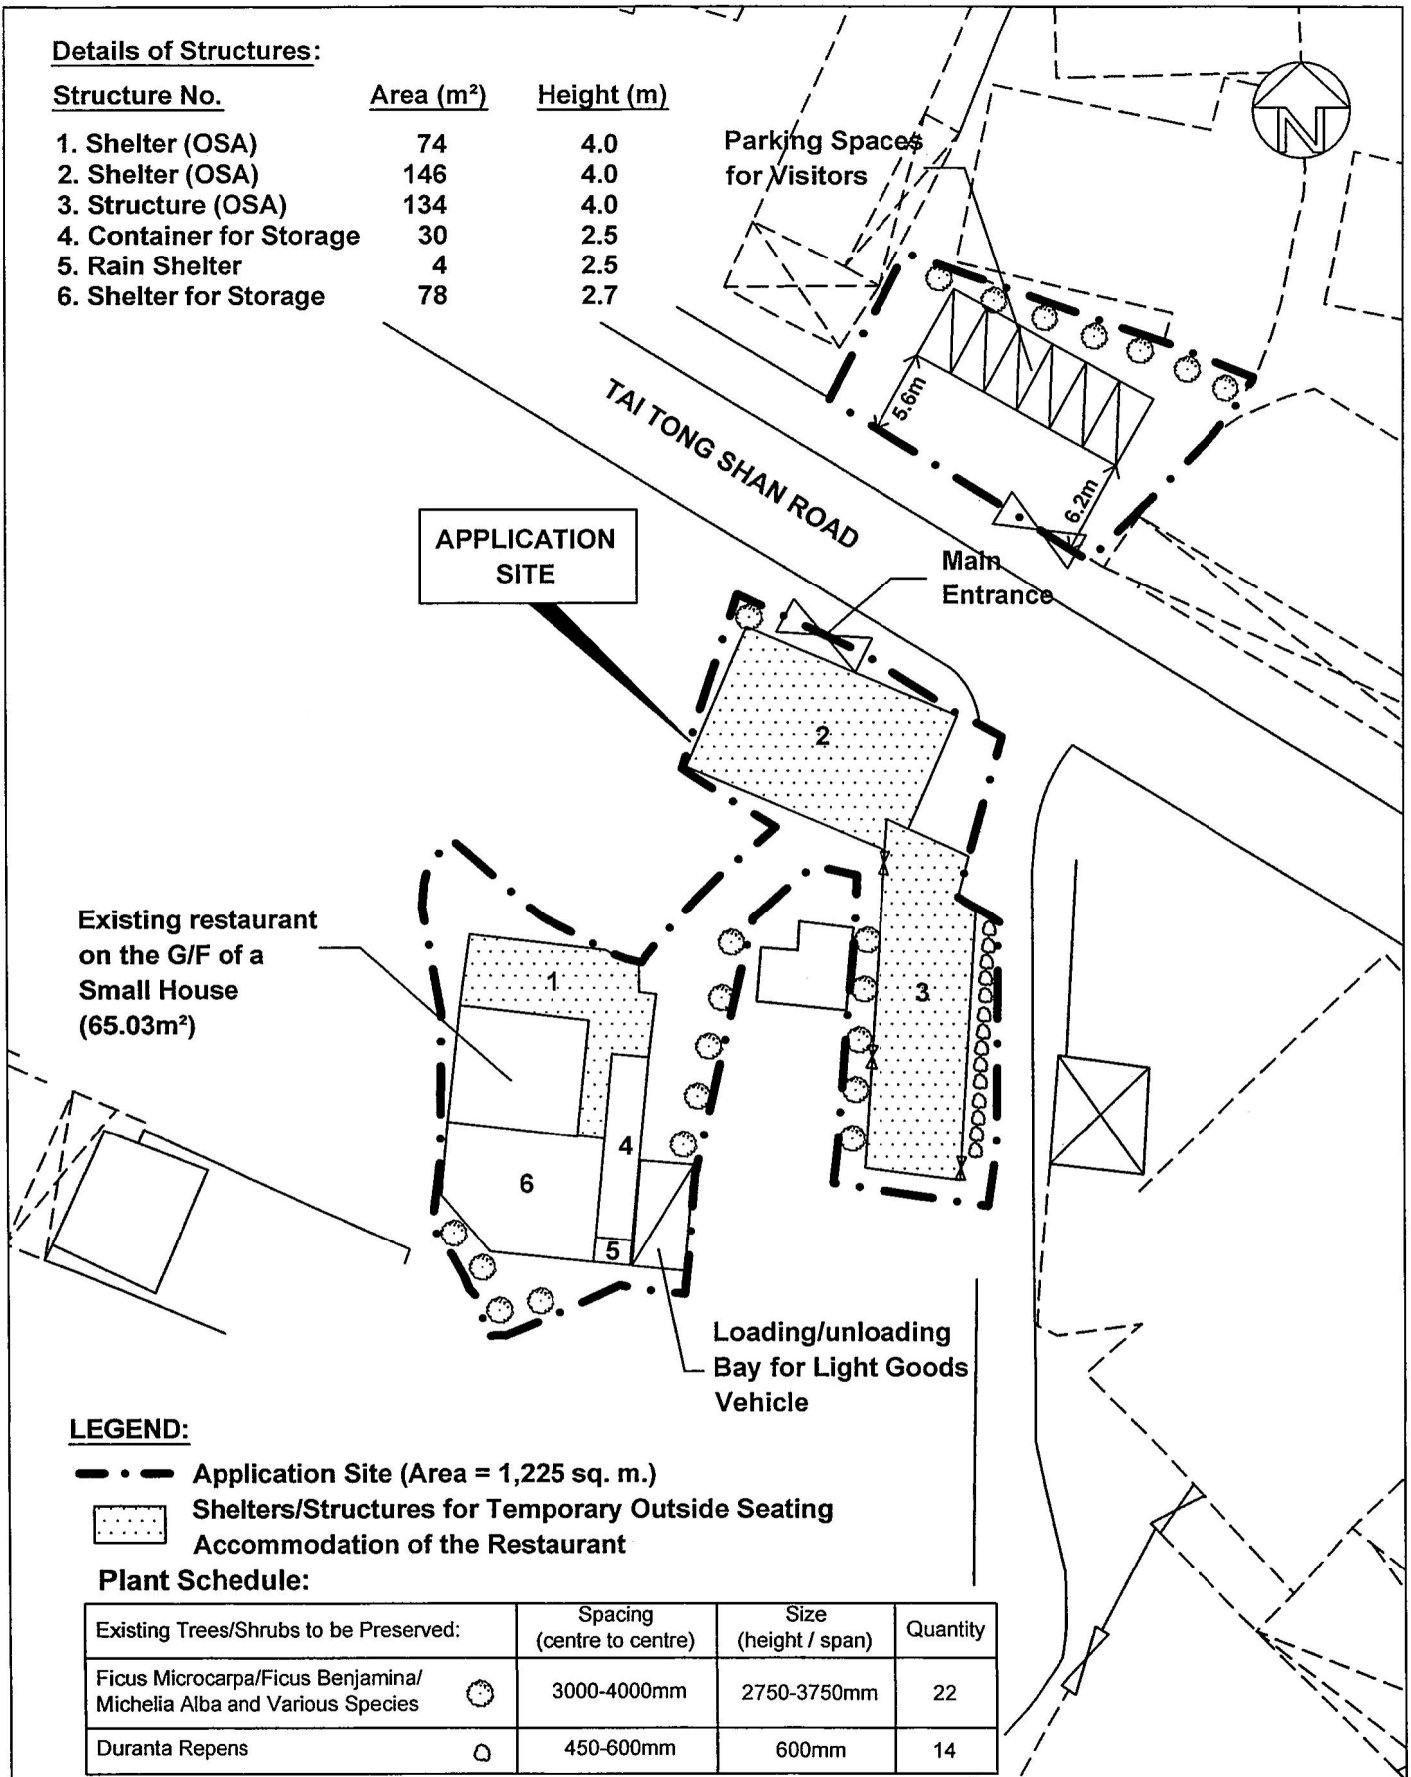 Details of Structures:
Structure No. Area (m²) Height (m)
1. Shelter (OSA) 74 4.0
2. Shelter (OSA) 146 4.0
3. Structure (OSA) 134 4.0
4. Container for Storage 30 2.5
5. Rain Shelter 4 2.5
6. Shelter for Storage 78 2.7
N
Parking Spaces
for Visitors
5.6m
6.2m
TAI TONG SHAN ROAD
APPLICATION
SITE
Main
Entrance
2
Existing restaurant
on the G/F of a
Small House
(65.03m²)
1
3
4
6
5
Loading/unloading
Bay for Light Goods
Vehicle
LEGEND:
Application Site (Area = 1,225 sq. m.)
Shelters/Structures for Temporary Outside Seating
Accommodation of the Restaurant
Plant Schedule:
Existing Trees/Shrubs to be Preserved: Spacing (centre to centre) Size (height / span) Quantity
Ficus Microcarpa/Ficus Benjamina/
Michelia Alba and Various Species 3000-4000mm 2750-3750mm 22
Duranta Repens 450-600mm 600mm 14